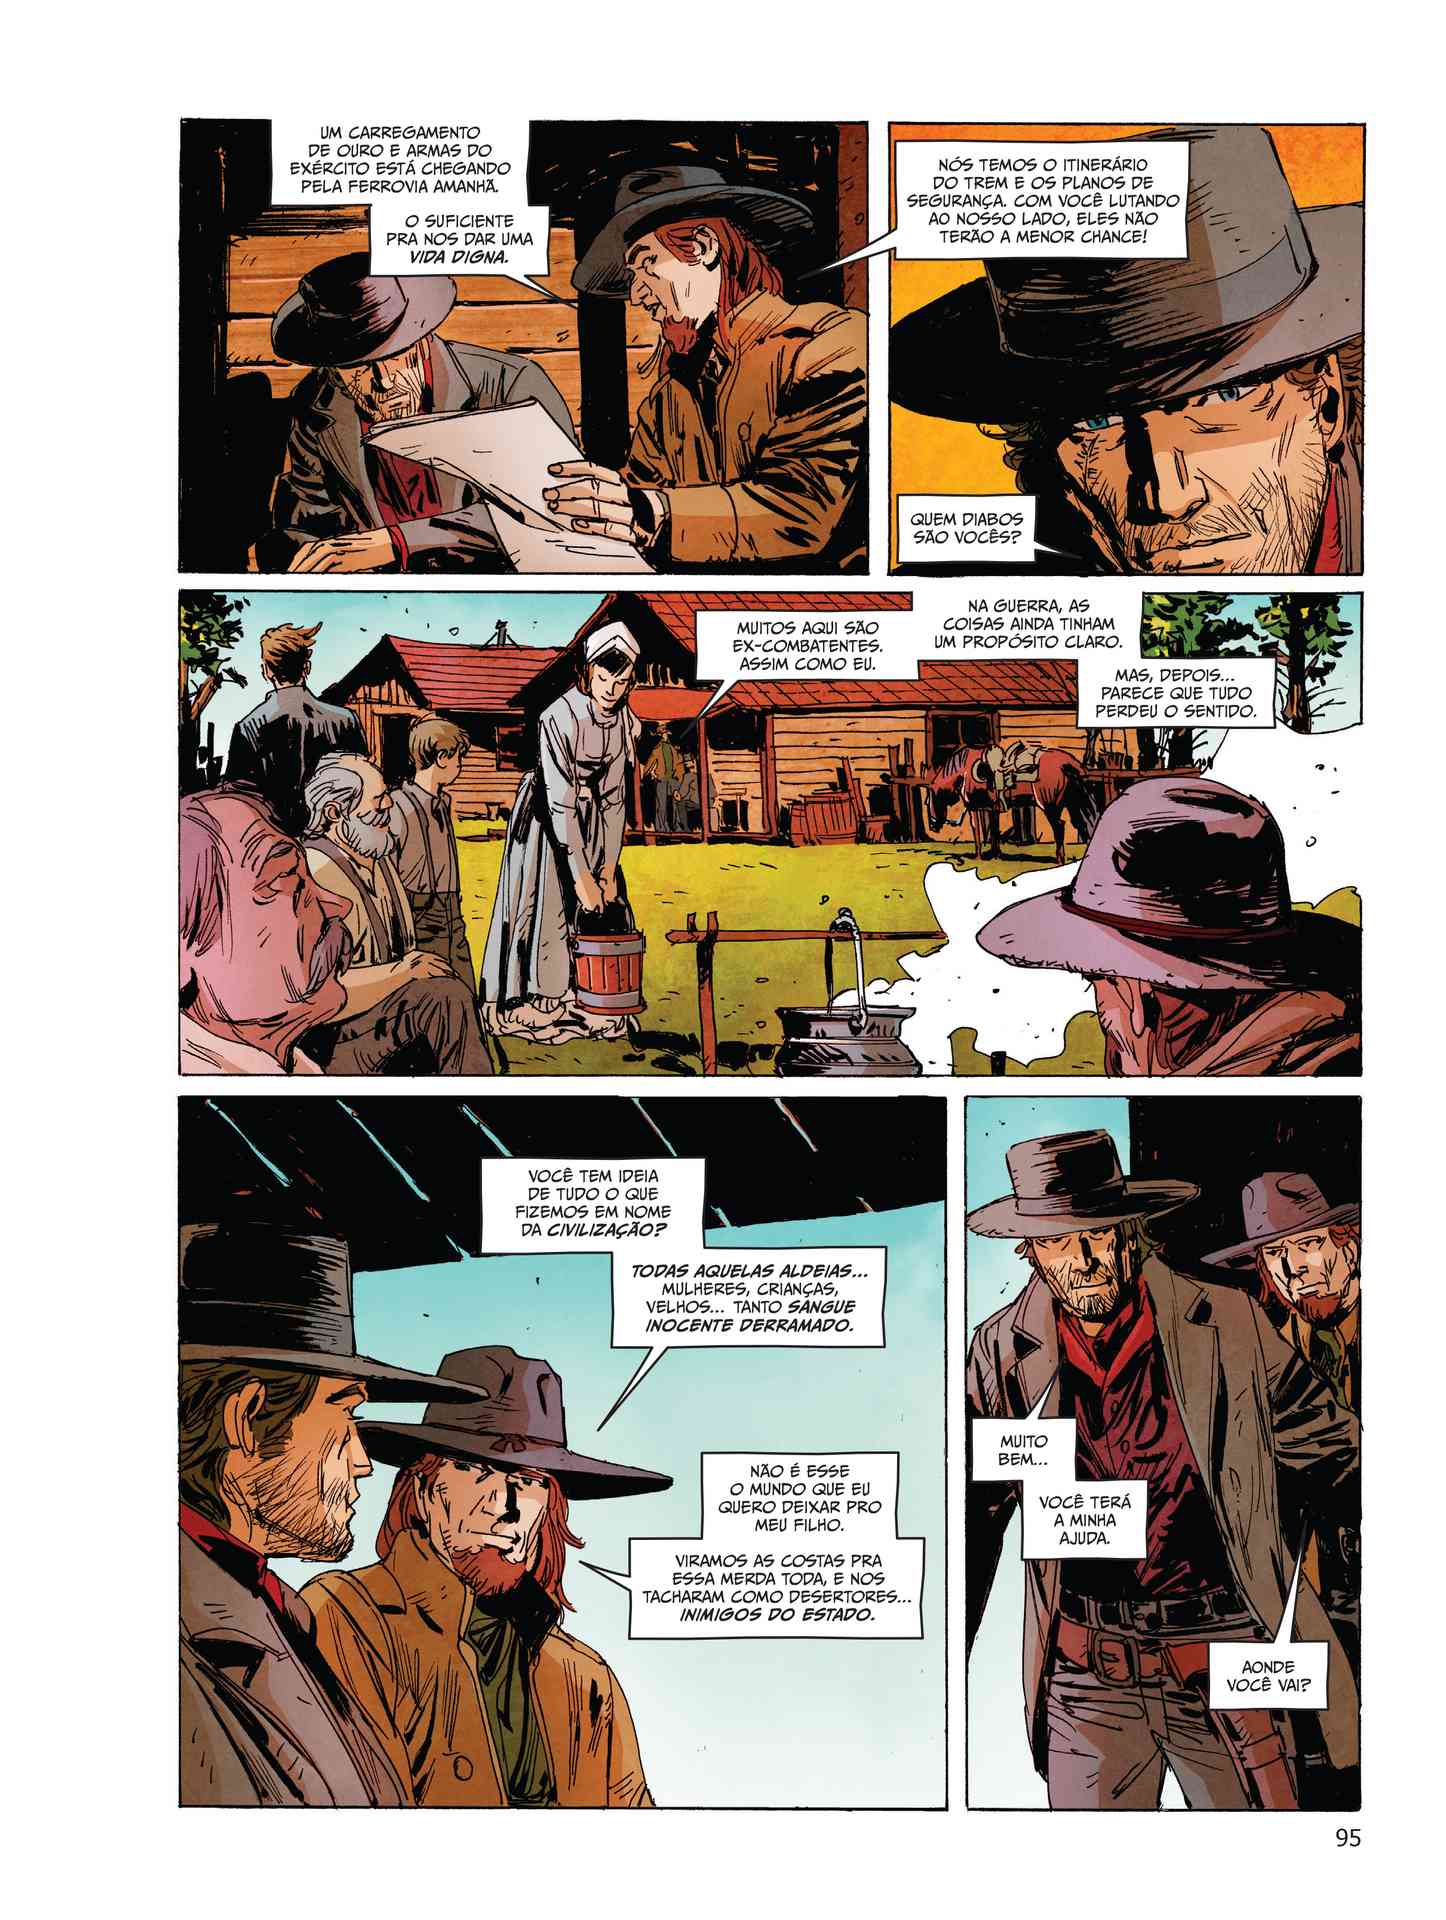 UM CARREGAMENTO
DE OURO E ARMAS DO
EXÉRCITO ESTÁ CHEGANDO
PELA FERROVIA AMANHÃ.
O SUFICIENTE
PRA NOS DAR UMA
VIDA DIGNA.
NÓS TEMOS O ITINERÁRIO
DO TREM E OS PLANOS DE
SEGURANÇA. COM VOCÊ LUTANDO
AO NOSSO LADO, ELES NÃO
TERÃO A MENOR CHANCE!
QUEM DIABOS
SÃO VOCÊS?
MUITOS AQUI SÃO
EX-COMBATENTES.
ASSIM COMO EU.
NA GUERRA, AS
COISAS AINDA TINHAM
UM PROPÓSITO CLARO.
MAS, DEPOIS...
PARECE QUE TUDO
PERDEU O SENTIDO.
VOCÊ TEM IDEIA
DE TUDO O QUE
FIZEMOS EM NOME
DA CIVILIZAÇÃO?
TODAS AQUELAS ALDEIAS...
MULHERES, CRIANÇAS,
VELHOS... TANTO SANGUE
INOCENTE DERRAMADO.
NÃO É ESSE
O MUNDO QUE EU
QUERO DEIXAR PRO
MEU FILHO.
VIRAMOS AS COSTAS PRA
ESSA MERDA TODA, E NOS
TACHARAM COMO DESERTORES...
INIMIGOS DO ESTADO.
MUITO
BEM...
VOCÊ TERÁ
A MINHA
AJUDA.
AONDE
VOCÊ VAI?
95